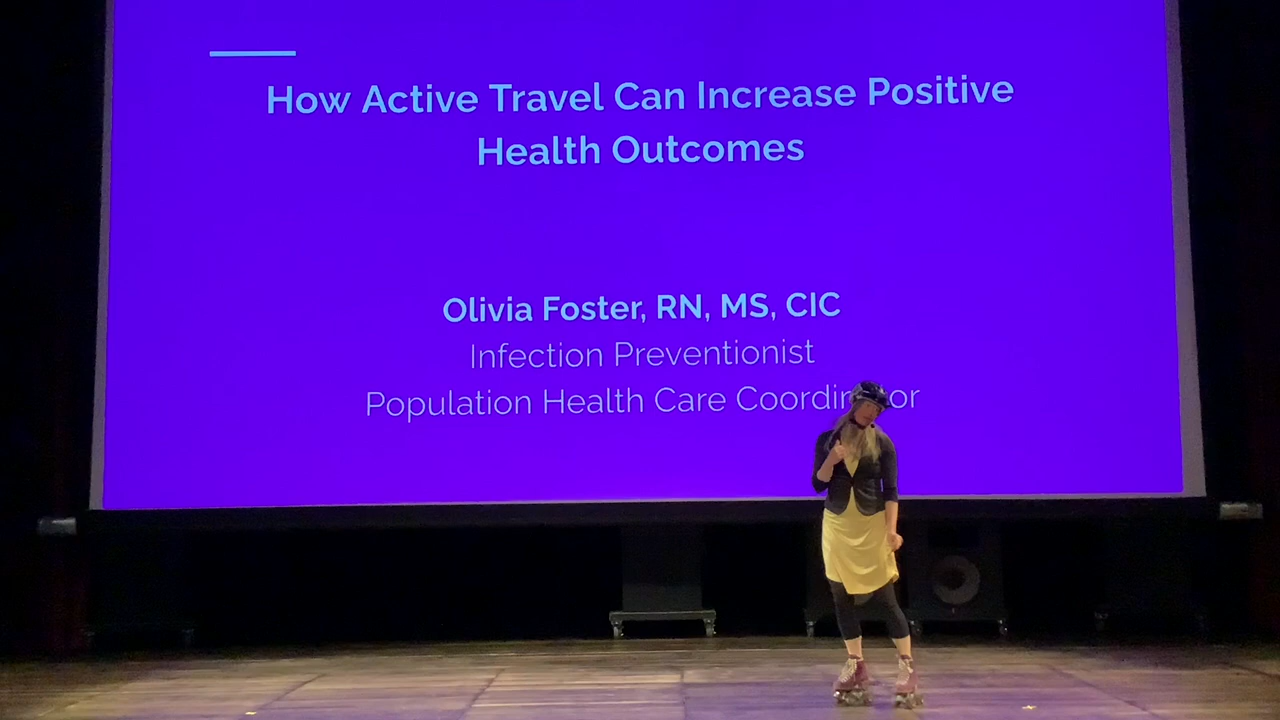 How Active Travel Can Increase Positive
Health Outcomes
Olivia Foster, RN, MS, CIC
Infection Preventionist
Population Health Care